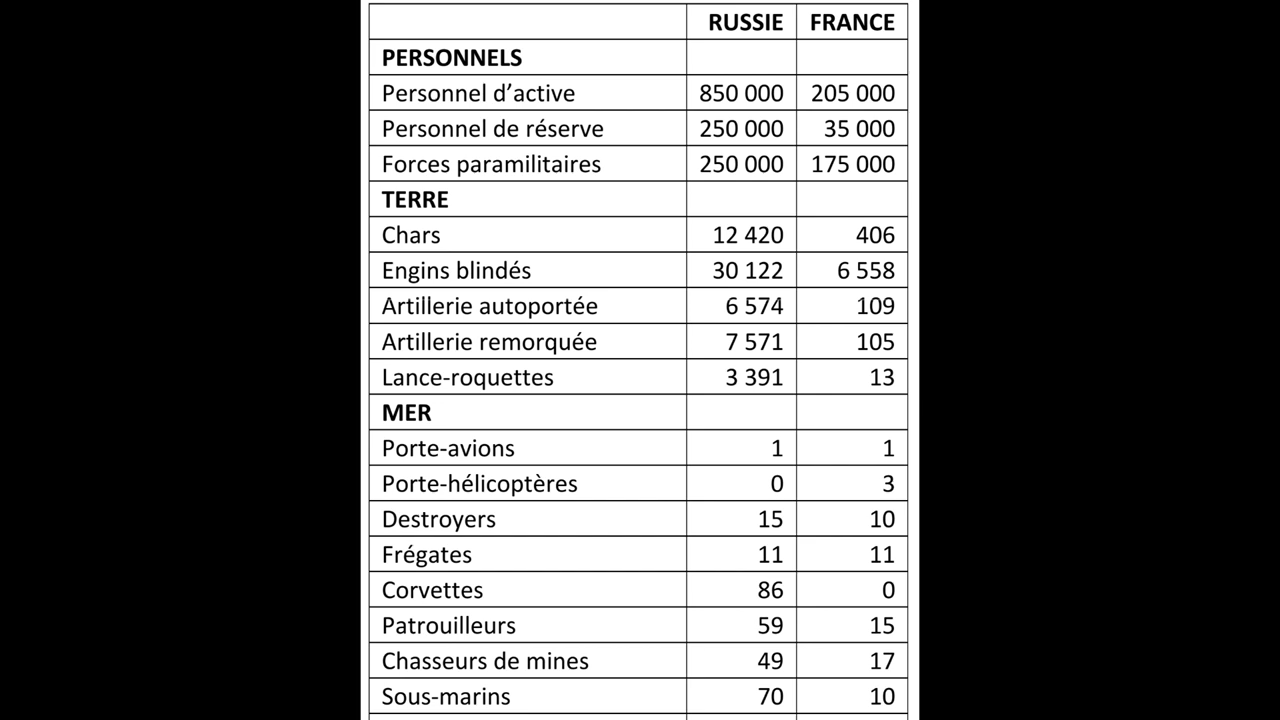 RUSSIE FRANCE
PERSONNELS
Personnel d’active 850 000 205 000
Personnel de réserve 250 000 35 000
Forces paramilitaires 250 000 175 000
TERRE
Chars 12 420 406
Engins blindés 30 122 6 558
Artillerie autoportée 6 574 109
Artillerie remorquée 7 571 105
Lance-roquettes 3 391 13
MER
Porte-avions 1 1
Porte-hélicoptères 0 3
Destroyers 15 10
Frégates 11 11
Corvettes 86 0
Patrouilleurs 59 15
Chasseurs de mines 49 17
Sous-marins 70 10